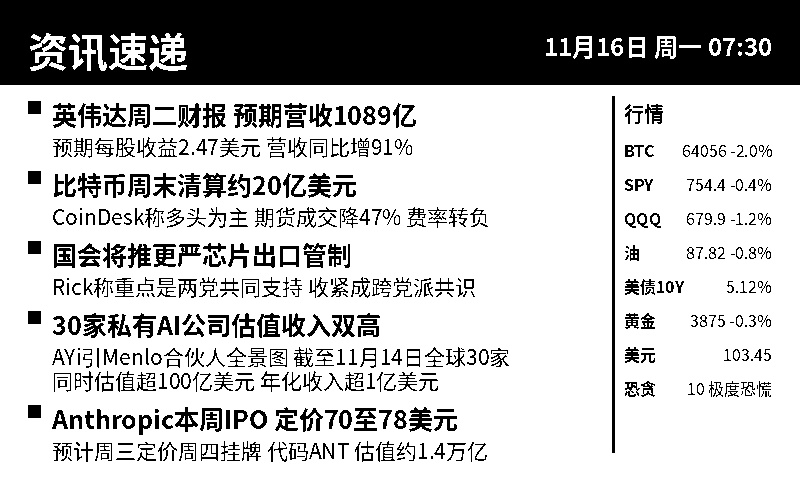 资讯速递
11月16日 周一 07:30
英伟达周二财报 预期营收1089亿
预期每股收益2.47美元 营收同比增91%
比特币周末清算约20亿美元
CoinDesk称多头为主 期货成交降47% 费率转负
国会将推更严芯片出口管制
Rick称重点是两党共同支持 收紧成跨党派共识
30家私有AI公司估值收入双高
AYi引Menlo合伙人全景图 截至11月14日全球30家
同时估值超100亿美元 年化收入超1亿美元
Anthropic本周IPO 定价70至78美元
预计周三定价周四挂牌 代码ANT 估值约1.4万亿
行情
BTC 64056 -2.0%
SPY 754.4 -0.4%
QQQ 679.9 -1.2%
油 87.82 -0.8%
美债10Y 5.12%
黄金 3875 -0.3%
美元 103.45
恐贪 10 极度恐慌